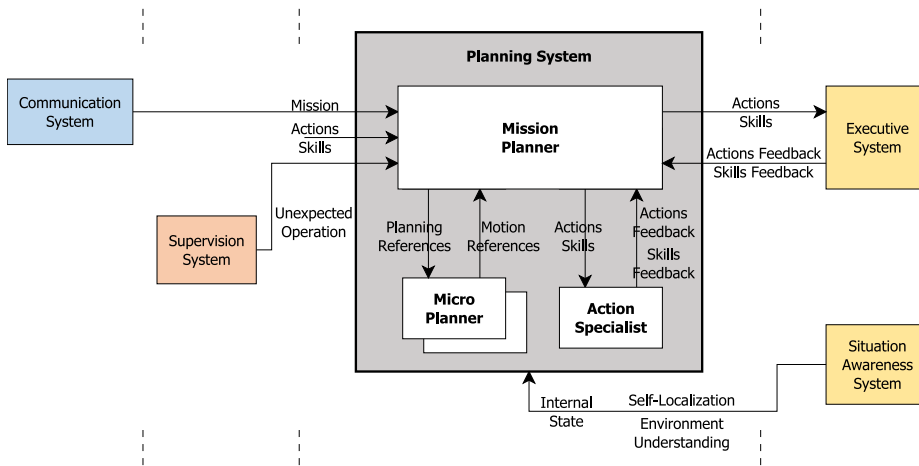 Planning System
Communication
System
Mission
Actions
Skills
Mission
Planner
Actions
Skills
Executive
System
Actions Feedback
Skills Feedback
Unexpected
Operation
Supervision
System
Planning
References
Motion
References
Actions
Skills
Actions
Feedback
Skills
Feedback
Micro
Planner
Action
Specialist
Situation
Awareness
System
Internal
State
Self-Localization
Environment
Understanding